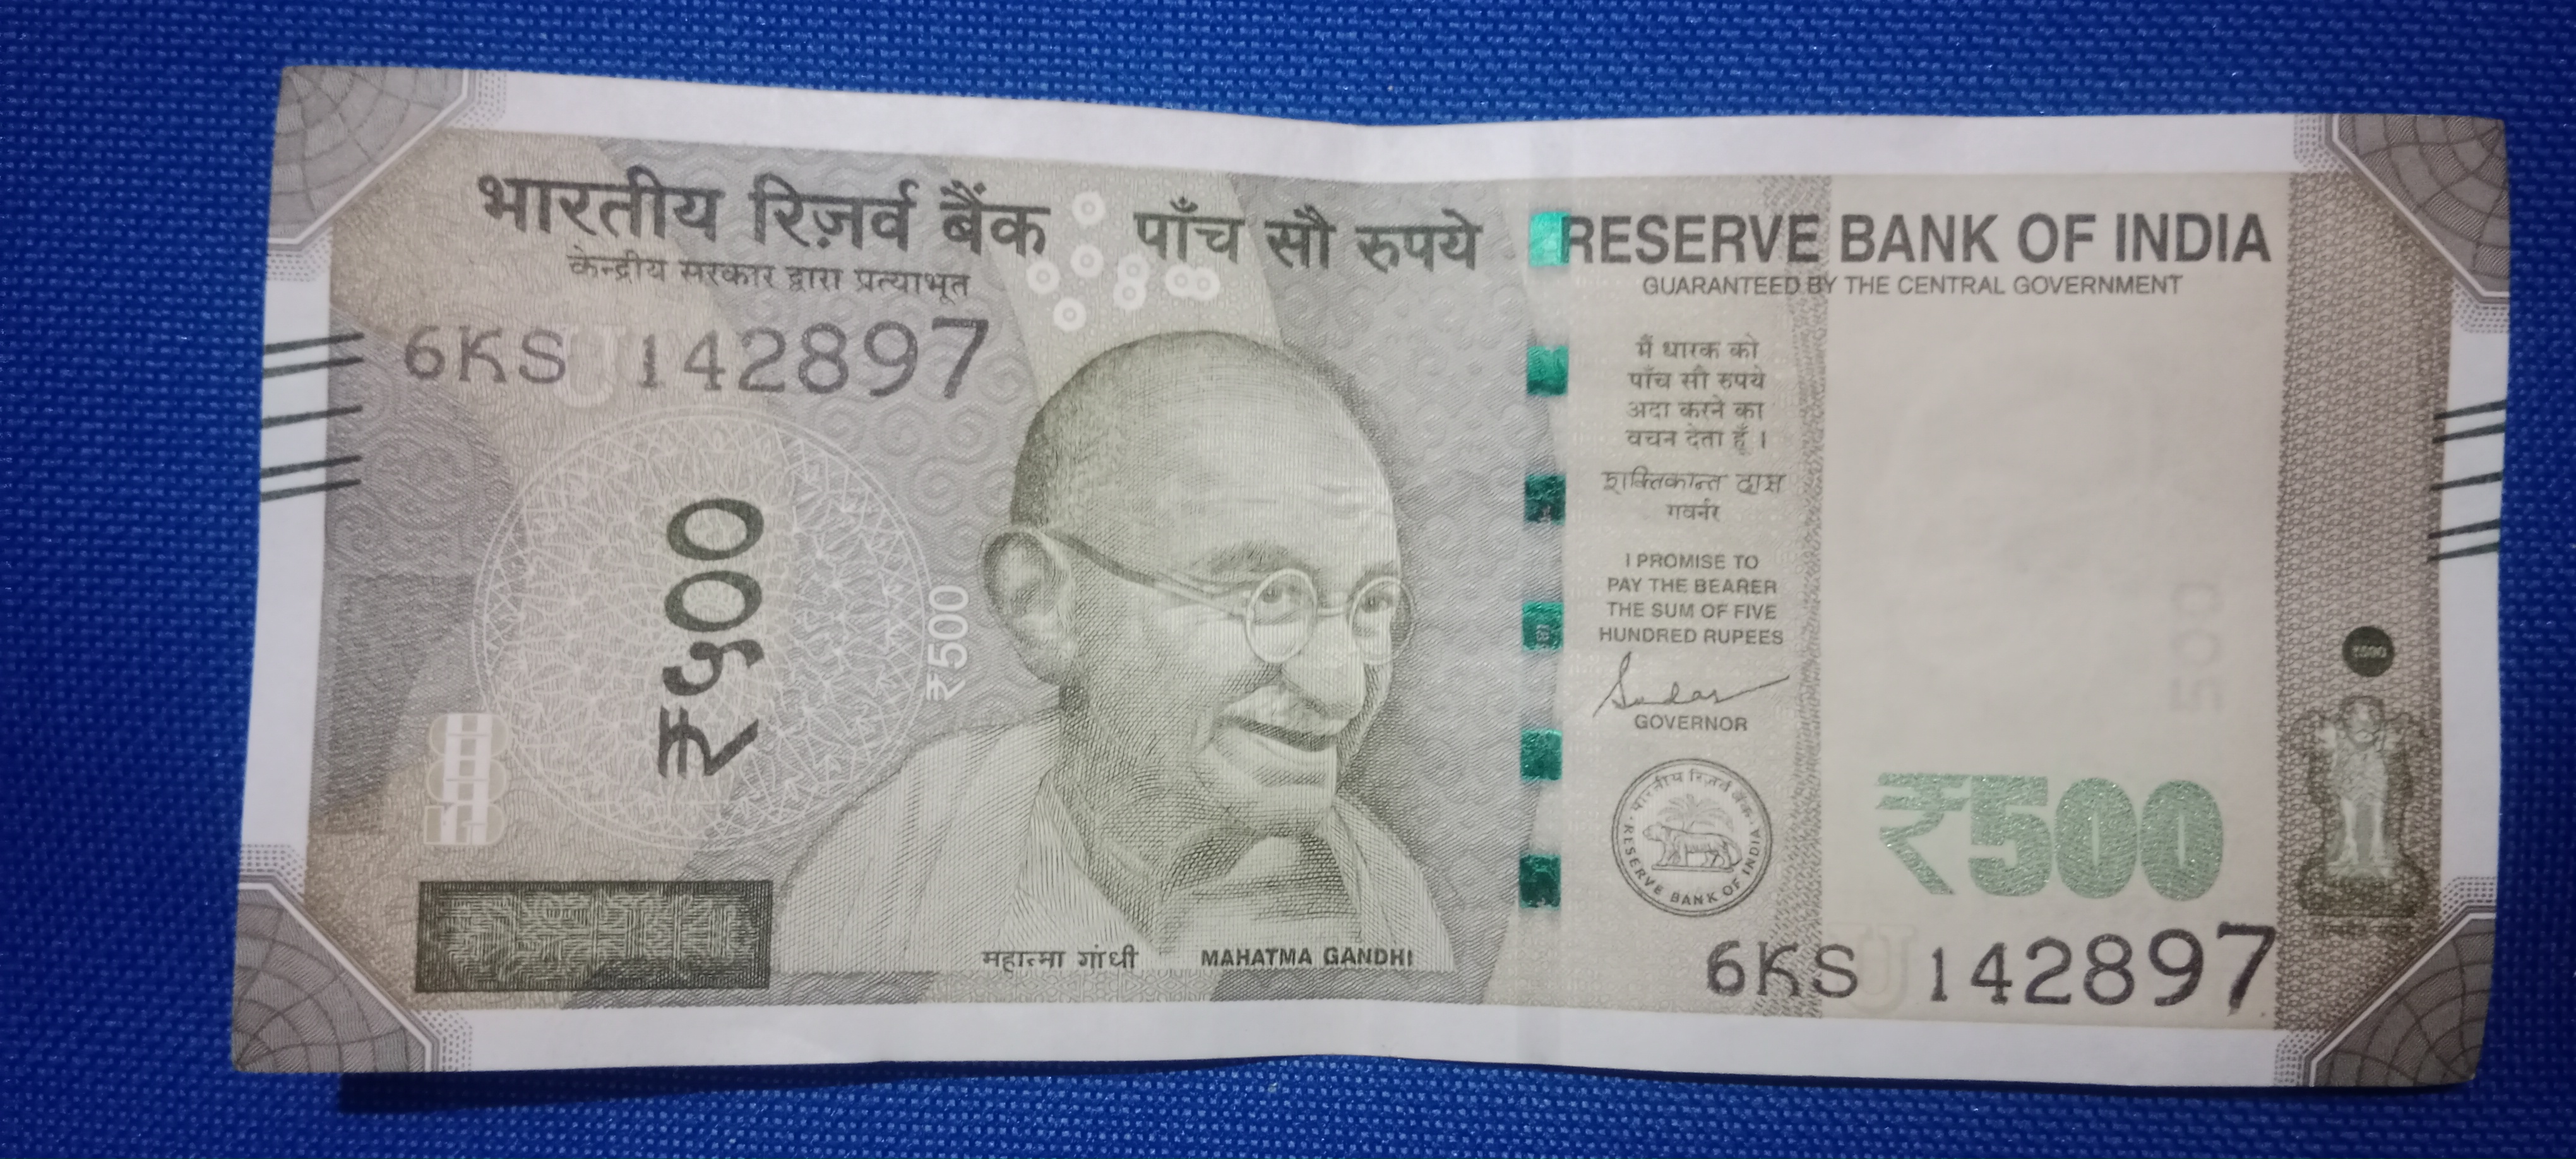 भारतीय रिज़र्व बैंक
केन्द्रीय सरकार द्वारा प्रत्याभूत
पाँच सौ रुपये
RESERVE BANK OF INDIA
GUARANTEED BY THE CENTRAL GOVERNMENT
6KS 142897
₹५००
₹500
मैं धारक को
पाँच सौ रुपये
अदा करने का
वचन देता हूँ।
शक्तिकान्त दास
गवर्नर
I PROMISE TO
PAY THE BEARER
THE SUM OF FIVE
HUNDRED RUPEES
GOVERNOR
भारतीय रिज़र्व बैंक
RESERVE BANK OF INDIA
500
₹500
महात्मा गांधी
MAHATMA GANDHI
6KS 142897